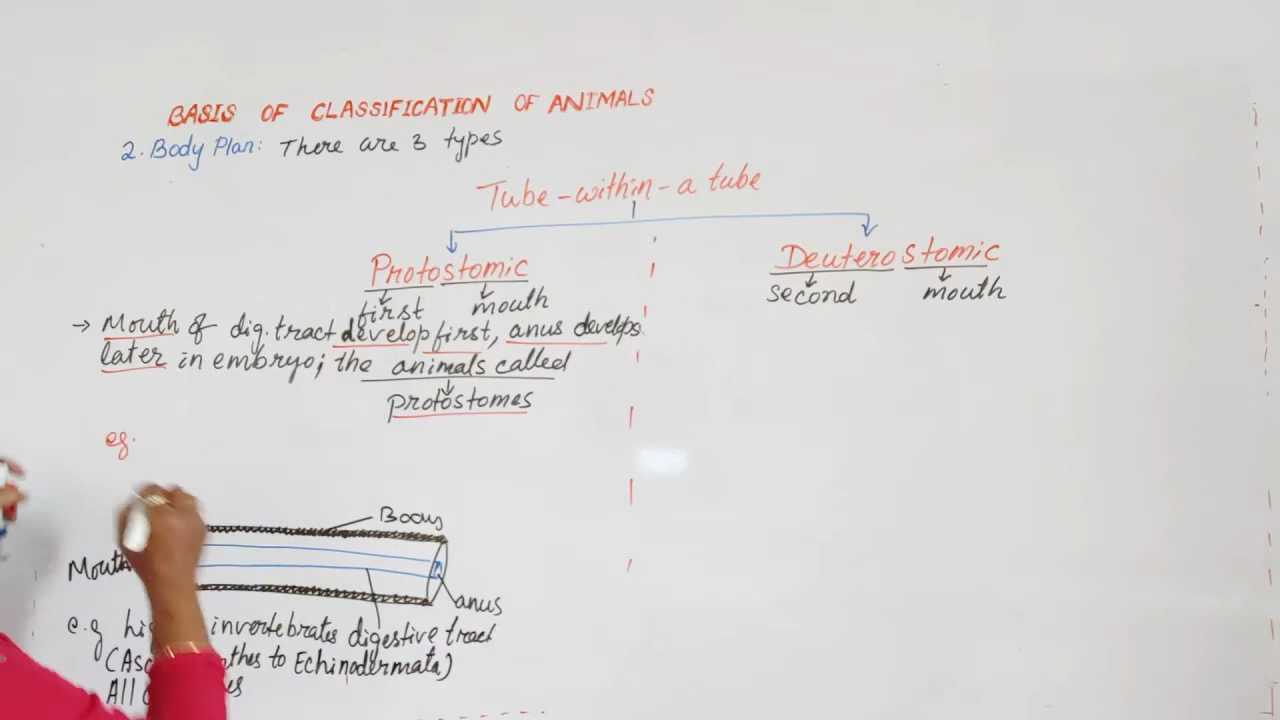 BASIS OF CLASSIFICATION OF ANIMALS
2. Body Plan: There are 3 types
Tube-within-a tube
Protostomic
first mouth
→ Mouth of dig. tract develop first, anus develops
later in embryo; the animals called
protostomes
eg.
Deuterostomic
second mouth
Body
Mouth
anus
e.g invertebrates digestive tract
to Echinodermata)
All